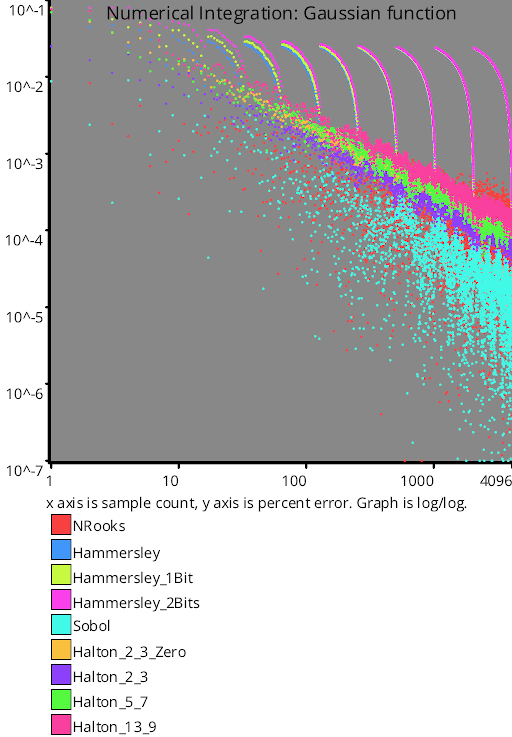 Numerical Integration: Gaussian function
10^-1
10^-2
10^-3
10^-4
10^-5
10^-6
10^-7
1 10 100 1000 4096
x axis is sample count, y axis is percent error. Graph is log/log.
NRooks
Hammersley
Hammersley_1Bit
Hammersley_2Bits
Sobol
Halton_2_3_Zero
Halton_2_3
Halton_5_7
Halton_13_9